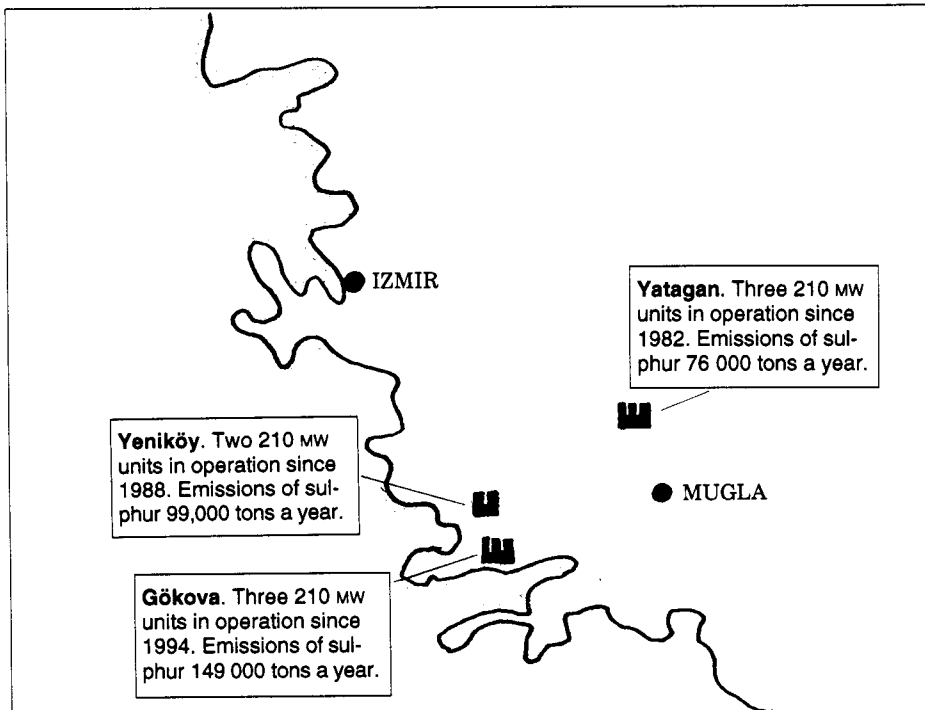 IZMIR
Yatagan. Three 210 MW
units in operation since
1982. Emissions of sul-
phur 76 000 tons a year.
Yeniköy. Two 210 MW
units in operation since
1988. Emissions of sul-
phur 99,000 tons a year.
MUGLA
Gökova. Three 210 MW
units in operation since
1994. Emissions of sul-
phur 149 000 tons a year.